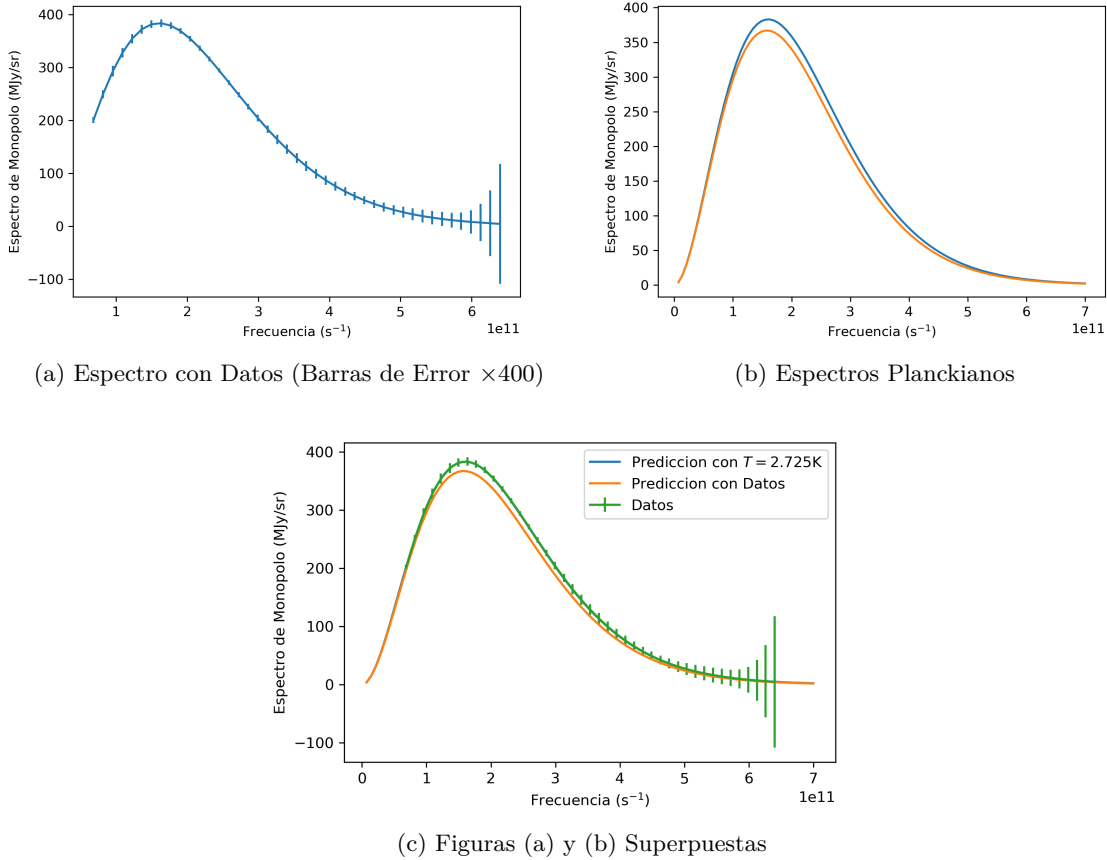 400
300
200
100
0
−100
Espectro de Monopolo (MJy/sr)
1 2 3 4 5 6
1e11
Frecuencia (s⁻¹)
(a) Espectro con Datos (Barras de Error ×400)
400
350
300
250
200
150
100
50
0
Espectro de Monopolo (MJy/sr)
0 1 2 3 4 5 6 7
1e11
Frecuencia (s⁻¹)
(b) Espectros Planckianos
400
300
200
100
0
−100
Espectro de Monopolo (MJy/sr)
Prediccion con T = 2.725K
Prediccion con Datos
Datos
0 1 2 3 4 5 6 7
1e11
Frecuencia (s⁻¹)
(c) Figuras (a) y (b) Superpuestas